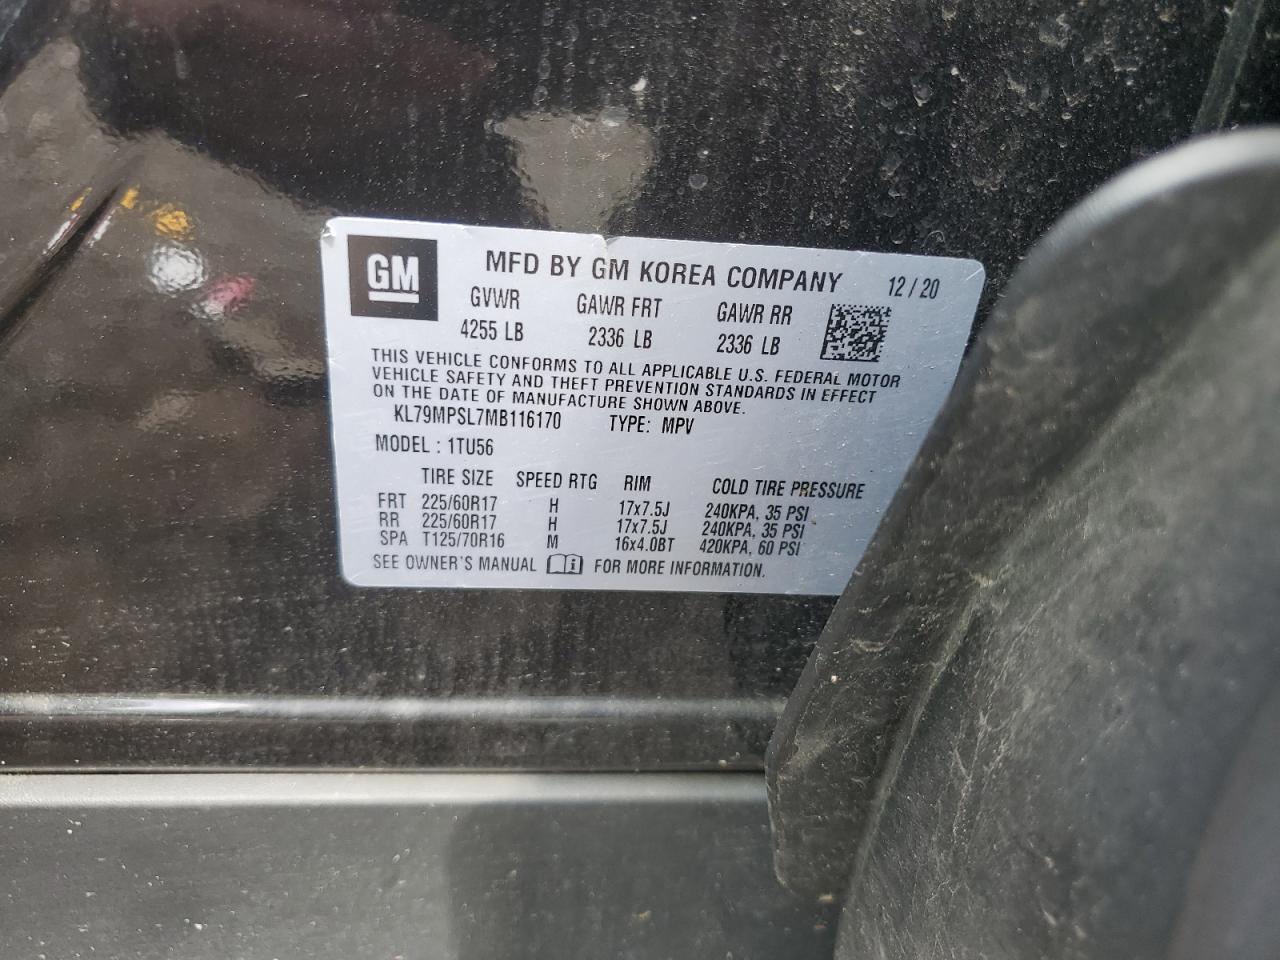 GM
MFD BY GM KOREA COMPANY 12/20
GVWR GAWR FRT GAWR RR
4255 LB 2336 LB 2336 LB
THIS VEHICLE CONFORMS TO ALL APPLICABLE U.S. FEDERAL MOTOR
VEHICLE SAFETY AND THEFT PREVENTION STANDARDS IN EFFECT
ON THE DATE OF MANUFACTURE SHOWN ABOVE.
KL79MPSL7MB116170 TYPE: MPV
MODEL : 1TU56
TIRE SIZE SPEED RTG RIM COLD TIRE PRESSURE
FRT 225/60R17 H 17x7.5J 240KPA, 35 PSI
RR 225/60R17 H 17x7.5J 240KPA, 35 PSI
SPA T125/70R16 M 16x4.0BT 420KPA, 60 PSI
SEE OWNER'S MANUAL i FOR MORE INFORMATION.